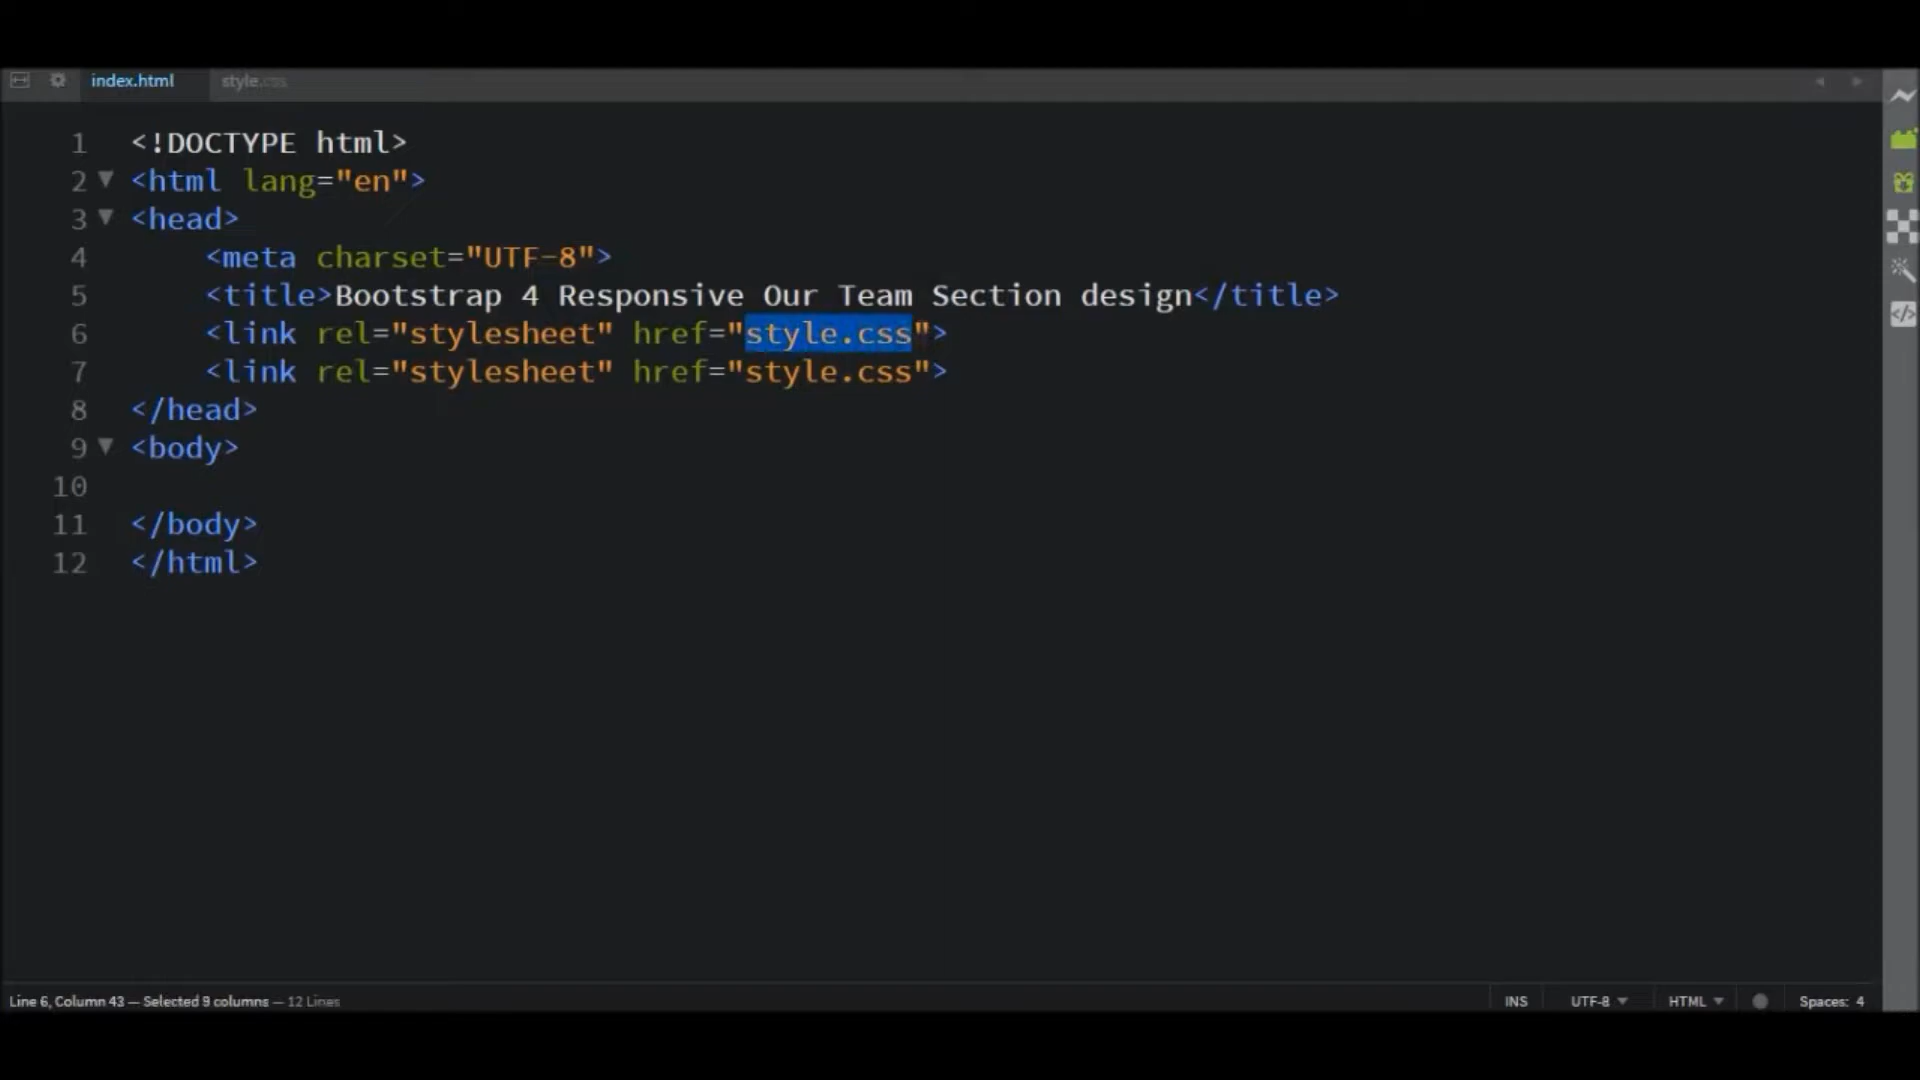 index.html style.css
1 <!DOCTYPE html>
2 <html lang="en">
3 <head>
4 <meta charset="UTF-8">
5 <title>Bootstrap 4 Responsive Our Team Section design</title>
6 <link rel="stylesheet" href="style.css">
7 <link rel="stylesheet" href="style.css">
8 </head>
9 <body>
10
11 </body>
12 </html>
Line 6, Column 43 — Selected 9 columns — 12 Lines INS UTF-8 HTML Spaces: 4